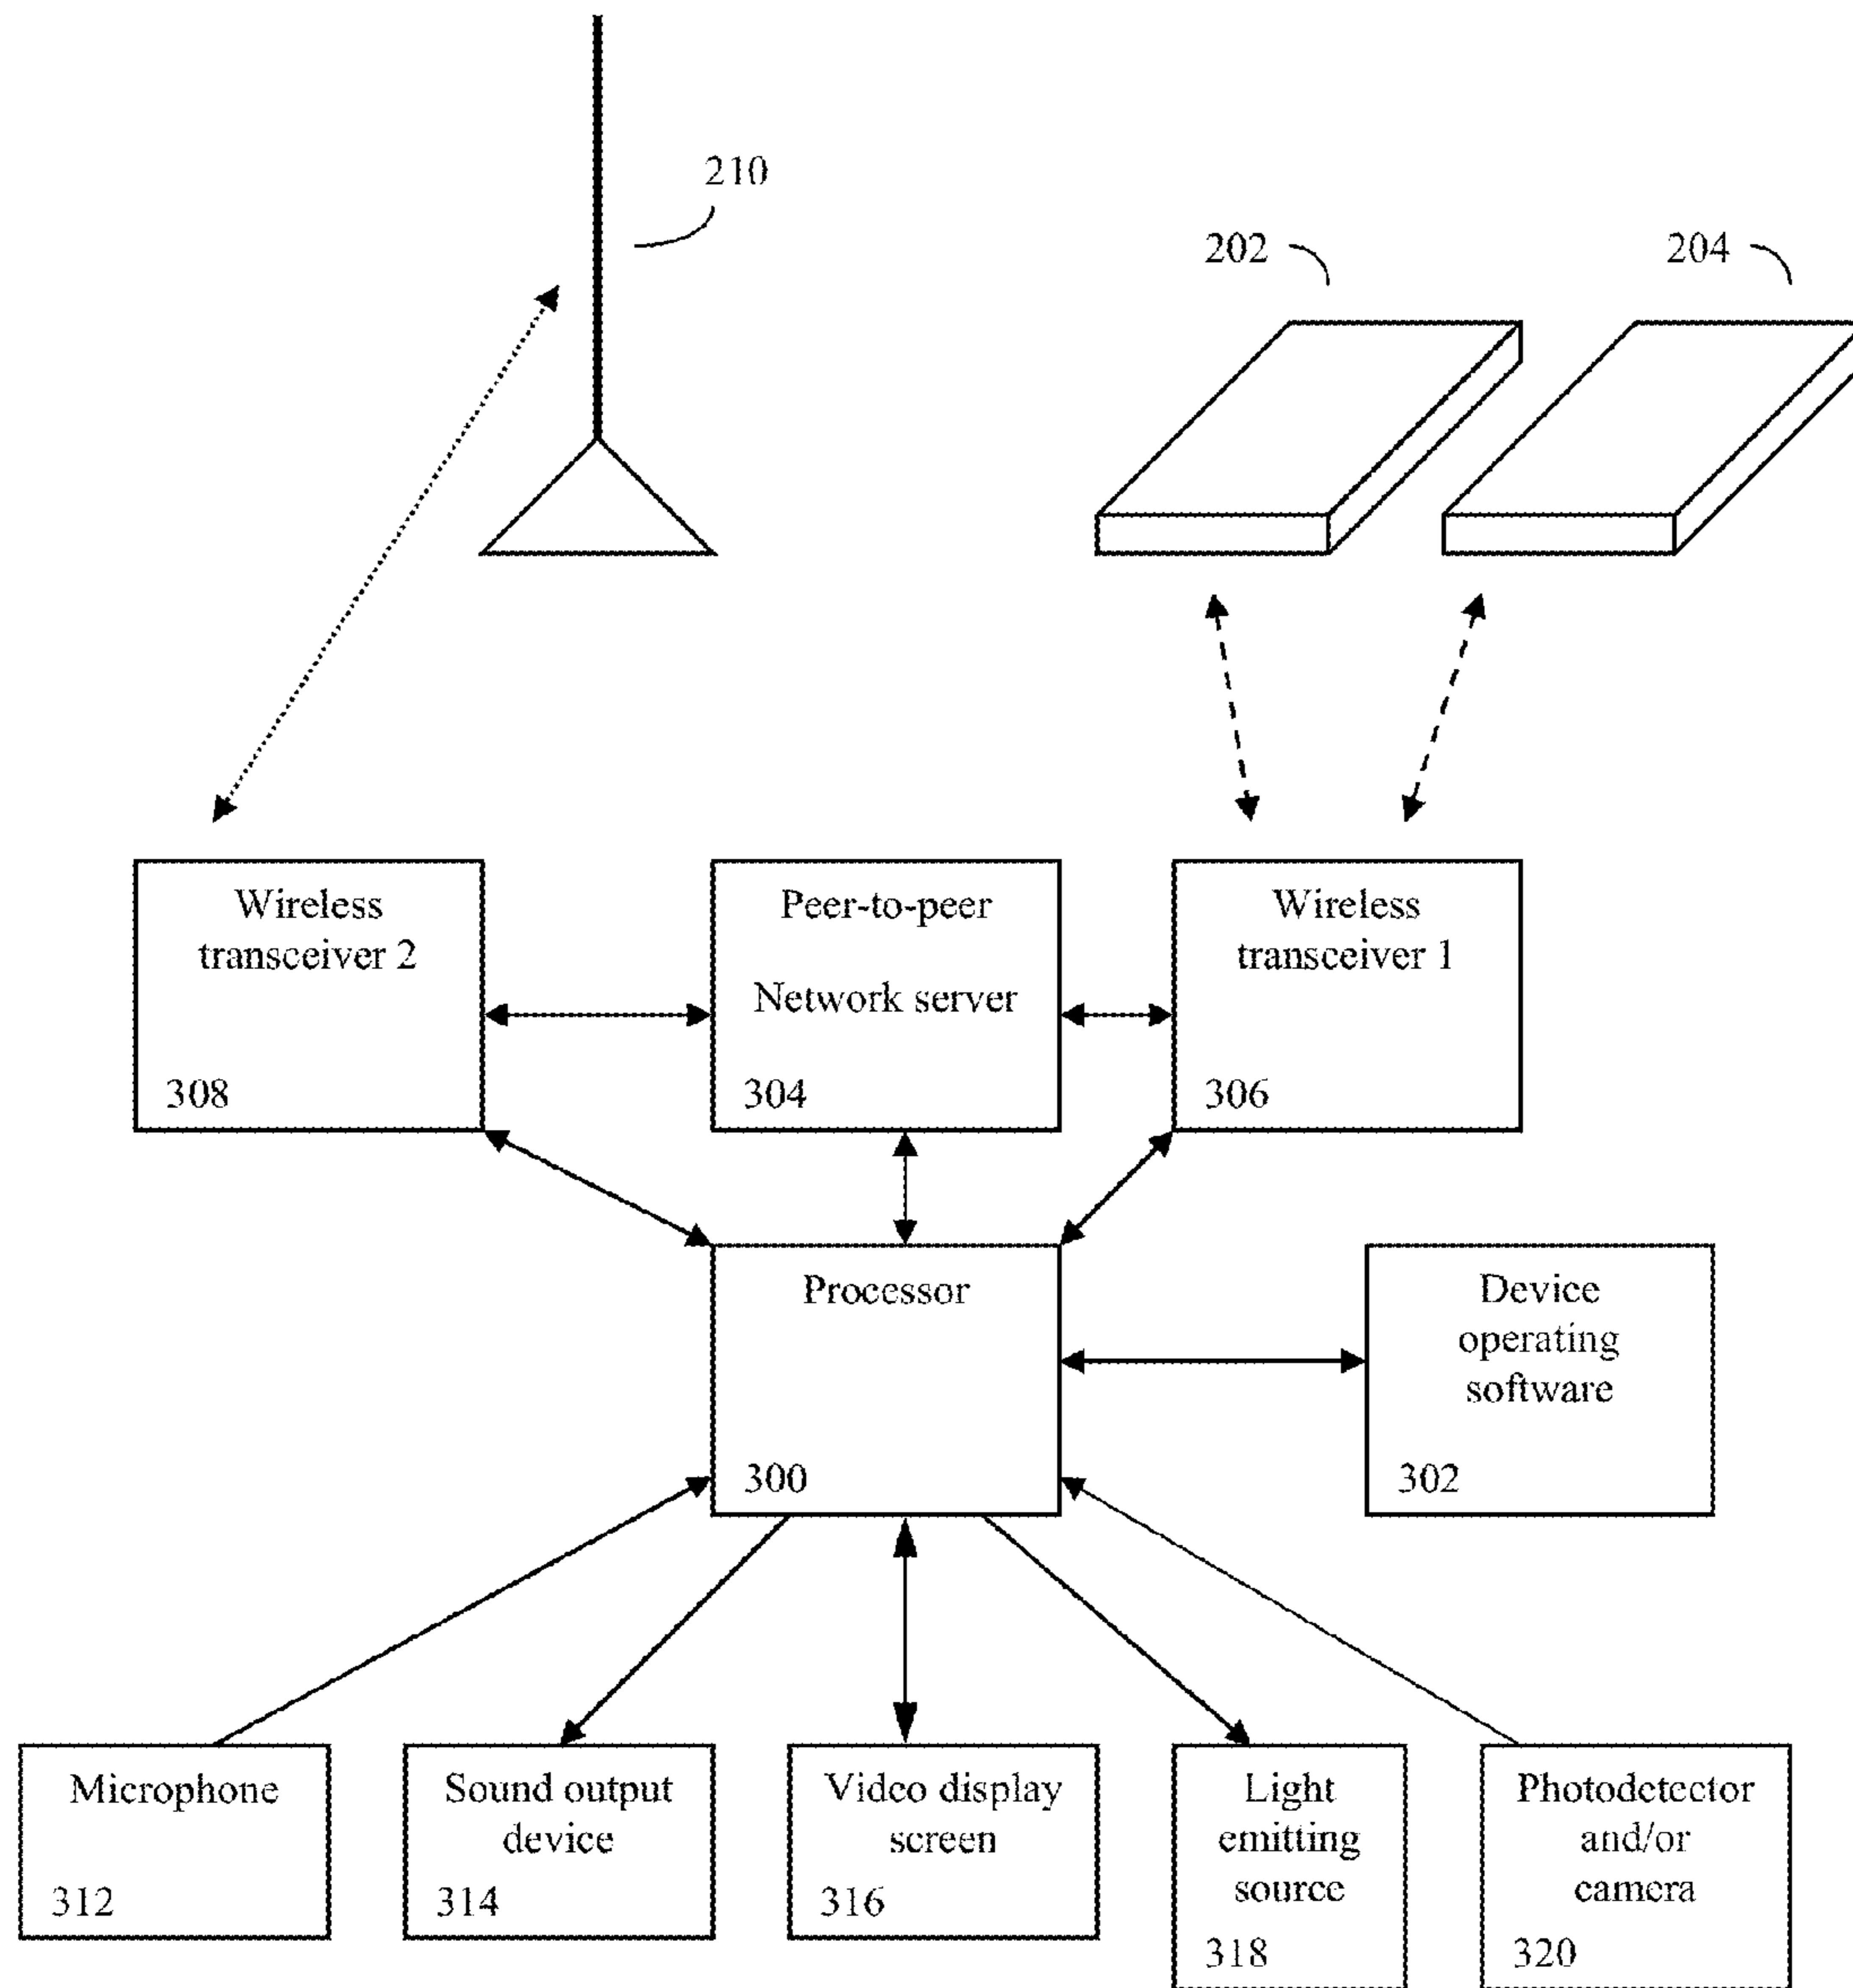 210
202
204
Wireless
transceiver 2
308
Peer-to-peer
Network server
304
Wireless
transceiver 1
306
Processor
300
Device
operating
software
302
Microphone
312
Sound output
device
314
Video display
screen
316
Light
emitting
source
318
Photodetector
and/or
camera
320